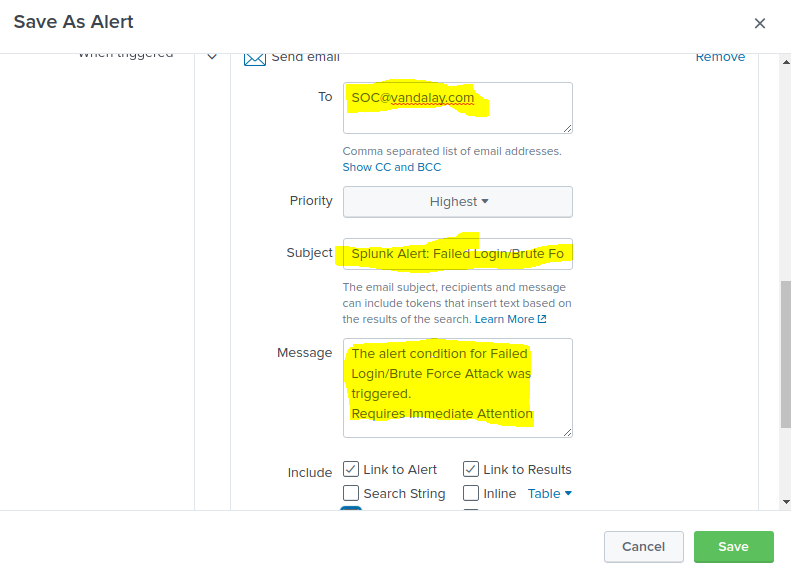 Save As Alert
When triggered
Send email
Remove
To
SOC@vandalay.com
Comma separated list of email addresses.
Show CC and BCC
Priority
Highest
Subject
Splunk Alert: Failed Login/Brute Fo
The email subject, recipients and message
can include tokens that insert text based on
the results of the search. Learn More
Message
The alert condition for Failed
Login/Brute Force Attack was
triggered.
Requires Immediate Attention
Include
Link to Alert
Link to Results
Search String
Inline Table
Cancel
Save